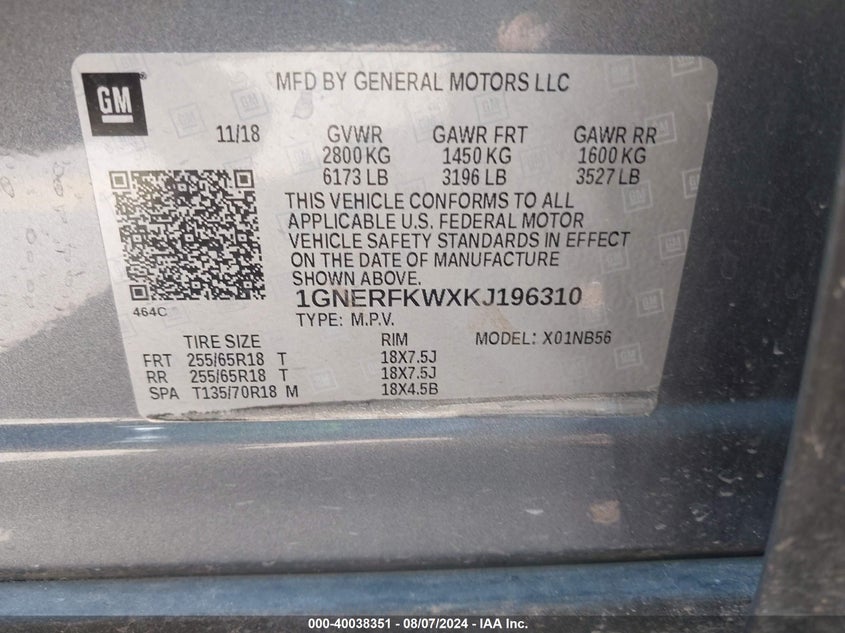 GM
MFD BY GENERAL MOTORS LLC
11/18 GVWR GAWR FRT GAWR RR
2800 KG 1450 KG 1600 KG
6173 LB 3196 LB 3527 LB
THIS VEHICLE CONFORMS TO ALL
APPLICABLE U.S. FEDERAL MOTOR
VEHICLE SAFETY STANDARDS IN EFFECT
ON THE DATE OF MANUFACTURE
SHOWN ABOVE.
464C
1GNERFKWXKJ196310
TYPE: M.P.V.
TIRE SIZE RIM MODEL: X01NB56
FRT 255/65R18 T 18X7.5J
RR 255/65R18 T 18X7.5J
SPA T135/70R18 M 18X4.5B
000-40038351 - 08/07/2024 - IAA Inc.